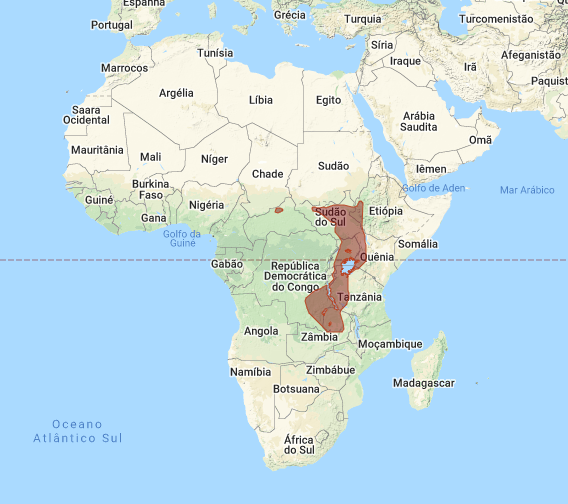 Espanha
Portugal
Grécia
Turquia
Turcomenistão
Tunísia
Síria
Afeganistão
Marrocos
Iraque
Irã
Argélia
Líbia
Egito
Saara
Ocidental
Arábia
Saudita
Omã
Mauritânia
Mali
Níger
Chade
Sudão
Iêmen
Burkina
Faso
Golfo de Aden
Mar Arábico
Guiné
Gana
Nigéria
Sudão
do Sul
Etiópia
Golfo da
Guiné
Somália
Gabão
Quênia
República
Democrática
do Congo
Tanzânia
Angola
Zâmbia
Moçambique
Namíbia
Zimbábue
Botsuana
Madagascar
Oceano
Atlântico Sul
África
do Sul